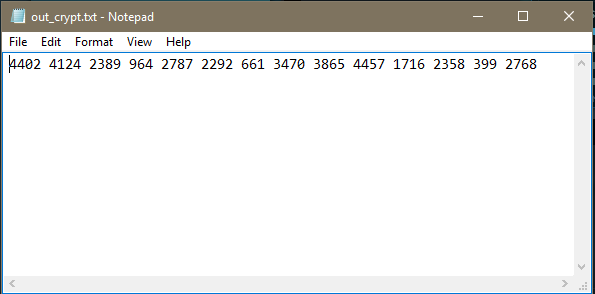 out_crypt.txt - Notepad
File Edit Format View Help
4402 4124 2389 964 2787 2292 661 3470 3865 4457 1716 2358 399 2768